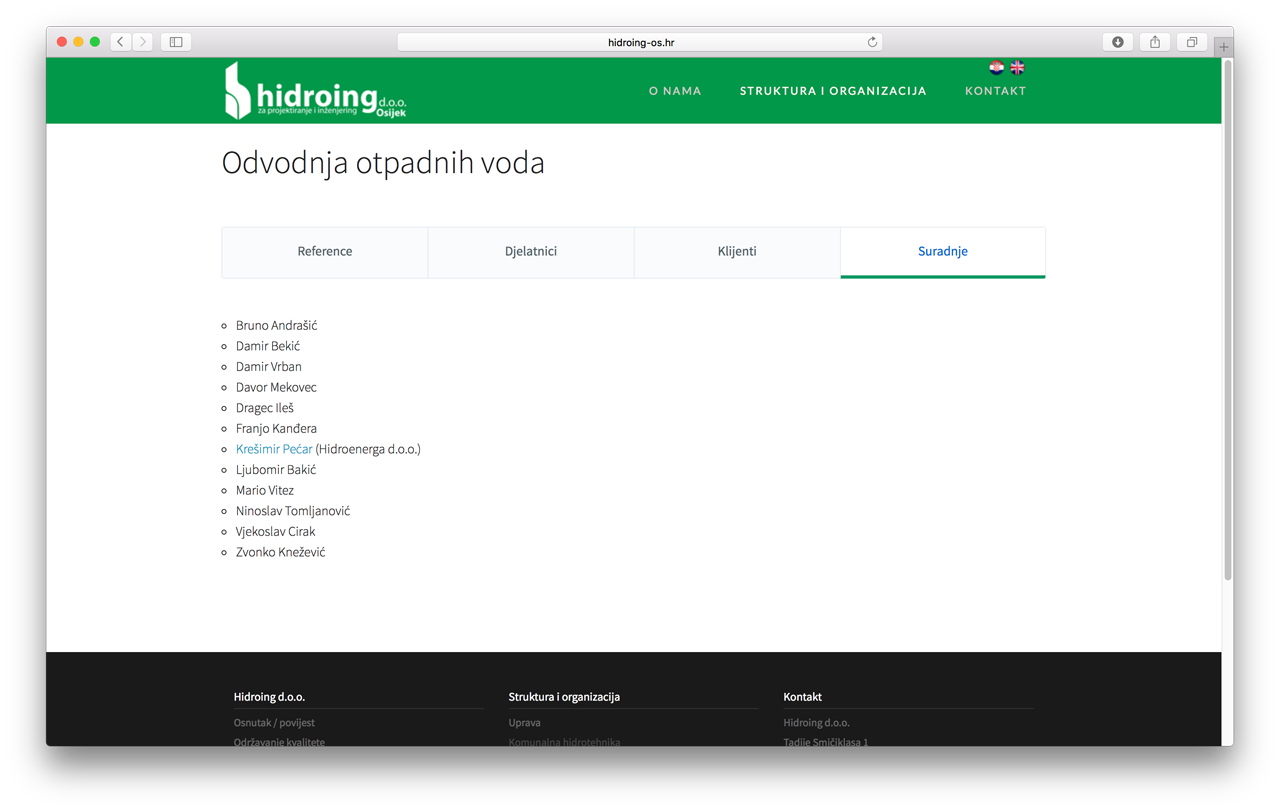 hidroing-os.hr
hidroing d.o.o.
za projektiranje i inženjering Osijek
O NAMA STRUKTURA I ORGANIZACIJA KONTAKT
Odvodnja otpadnih voda
Reference Djelatnici Klijenti Suradnje
Bruno Andrašić
Damir Bekić
Damir Vrban
Davor Mekovec
Dragec Ileš
Franjo Kanđera
Krešimir Pećar (Hidroenerga d.o.o.)
Ljubomir Bakić
Mario Vitez
Ninoslav Tomljanović
Vjekoslav Cirak
Zvonko Knežević
Hidroing d.o.o. Struktura i organizacija Kontakt
Osnutak / povijest Uprava Hidroing d.o.o.
Održavanje kvalitete Komunalna hidrotehnika Tadije Smičiklasa 1